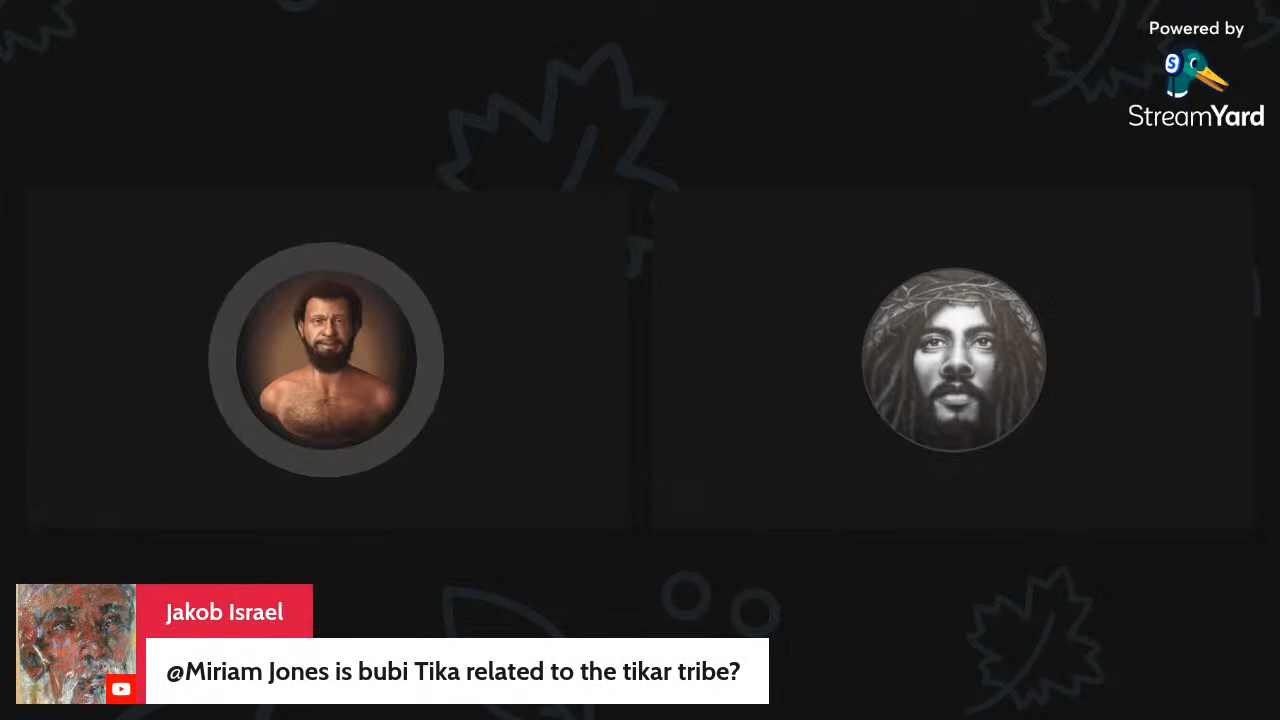 Powered by
S
StreamYard
Jakob Israel
@Miriam Jones is bubi Tika related to the tikar tribe?